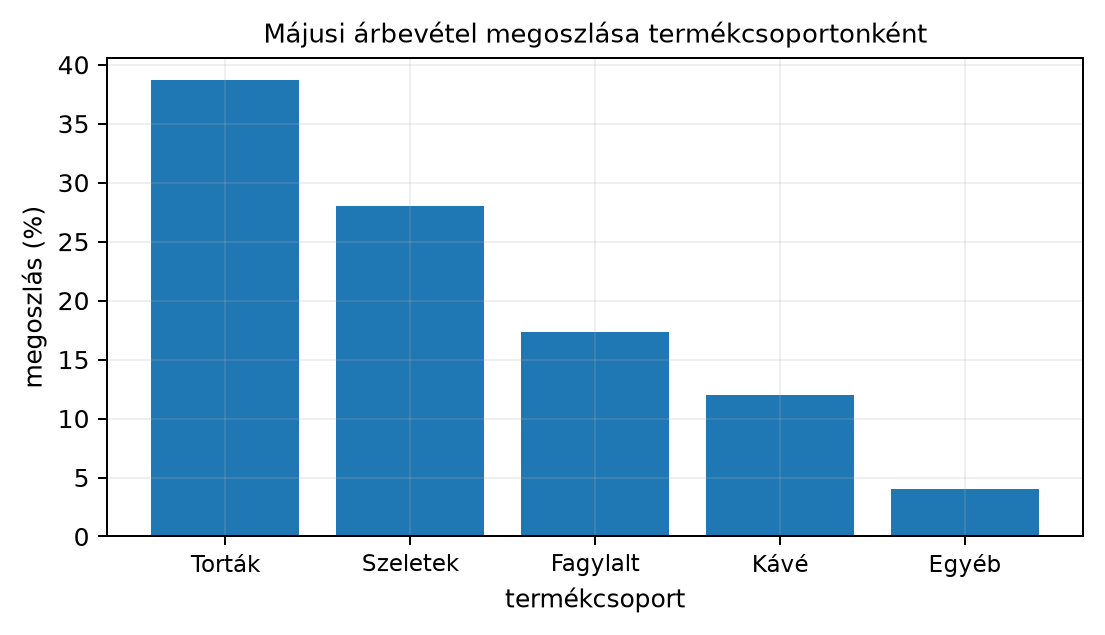 Májusi árbevétel megoszlása termékcsoportonként
megoszlás (%)
40
35
30
25
20
15
10
5
0
Torták Szeletek Fagylalt Kávé Egyéb
termékcsoport